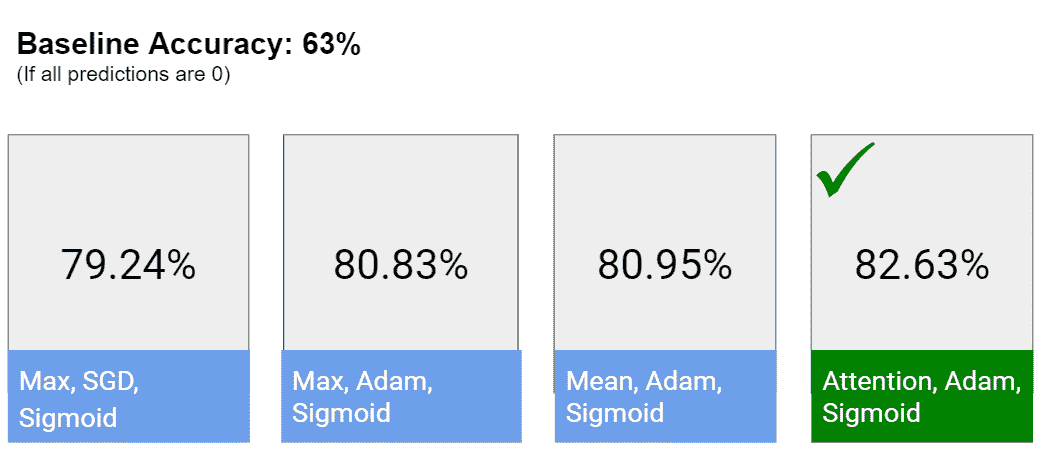 Baseline Accuracy: 63%
(If all predictions are 0)
79.24%
Max, SGD,
Sigmoid
80.83%
Max, Adam,
Sigmoid
80.95%
Mean, Adam,
Sigmoid
82.63%
Attention, Adam,
Sigmoid